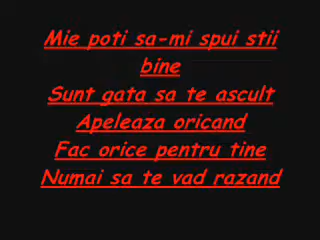 Mie poti sa-mi spui stii
bine
Sunt gata sa te ascult
Apeleaza oricand
Fac orice pentru tine
Numai sa te vad razand